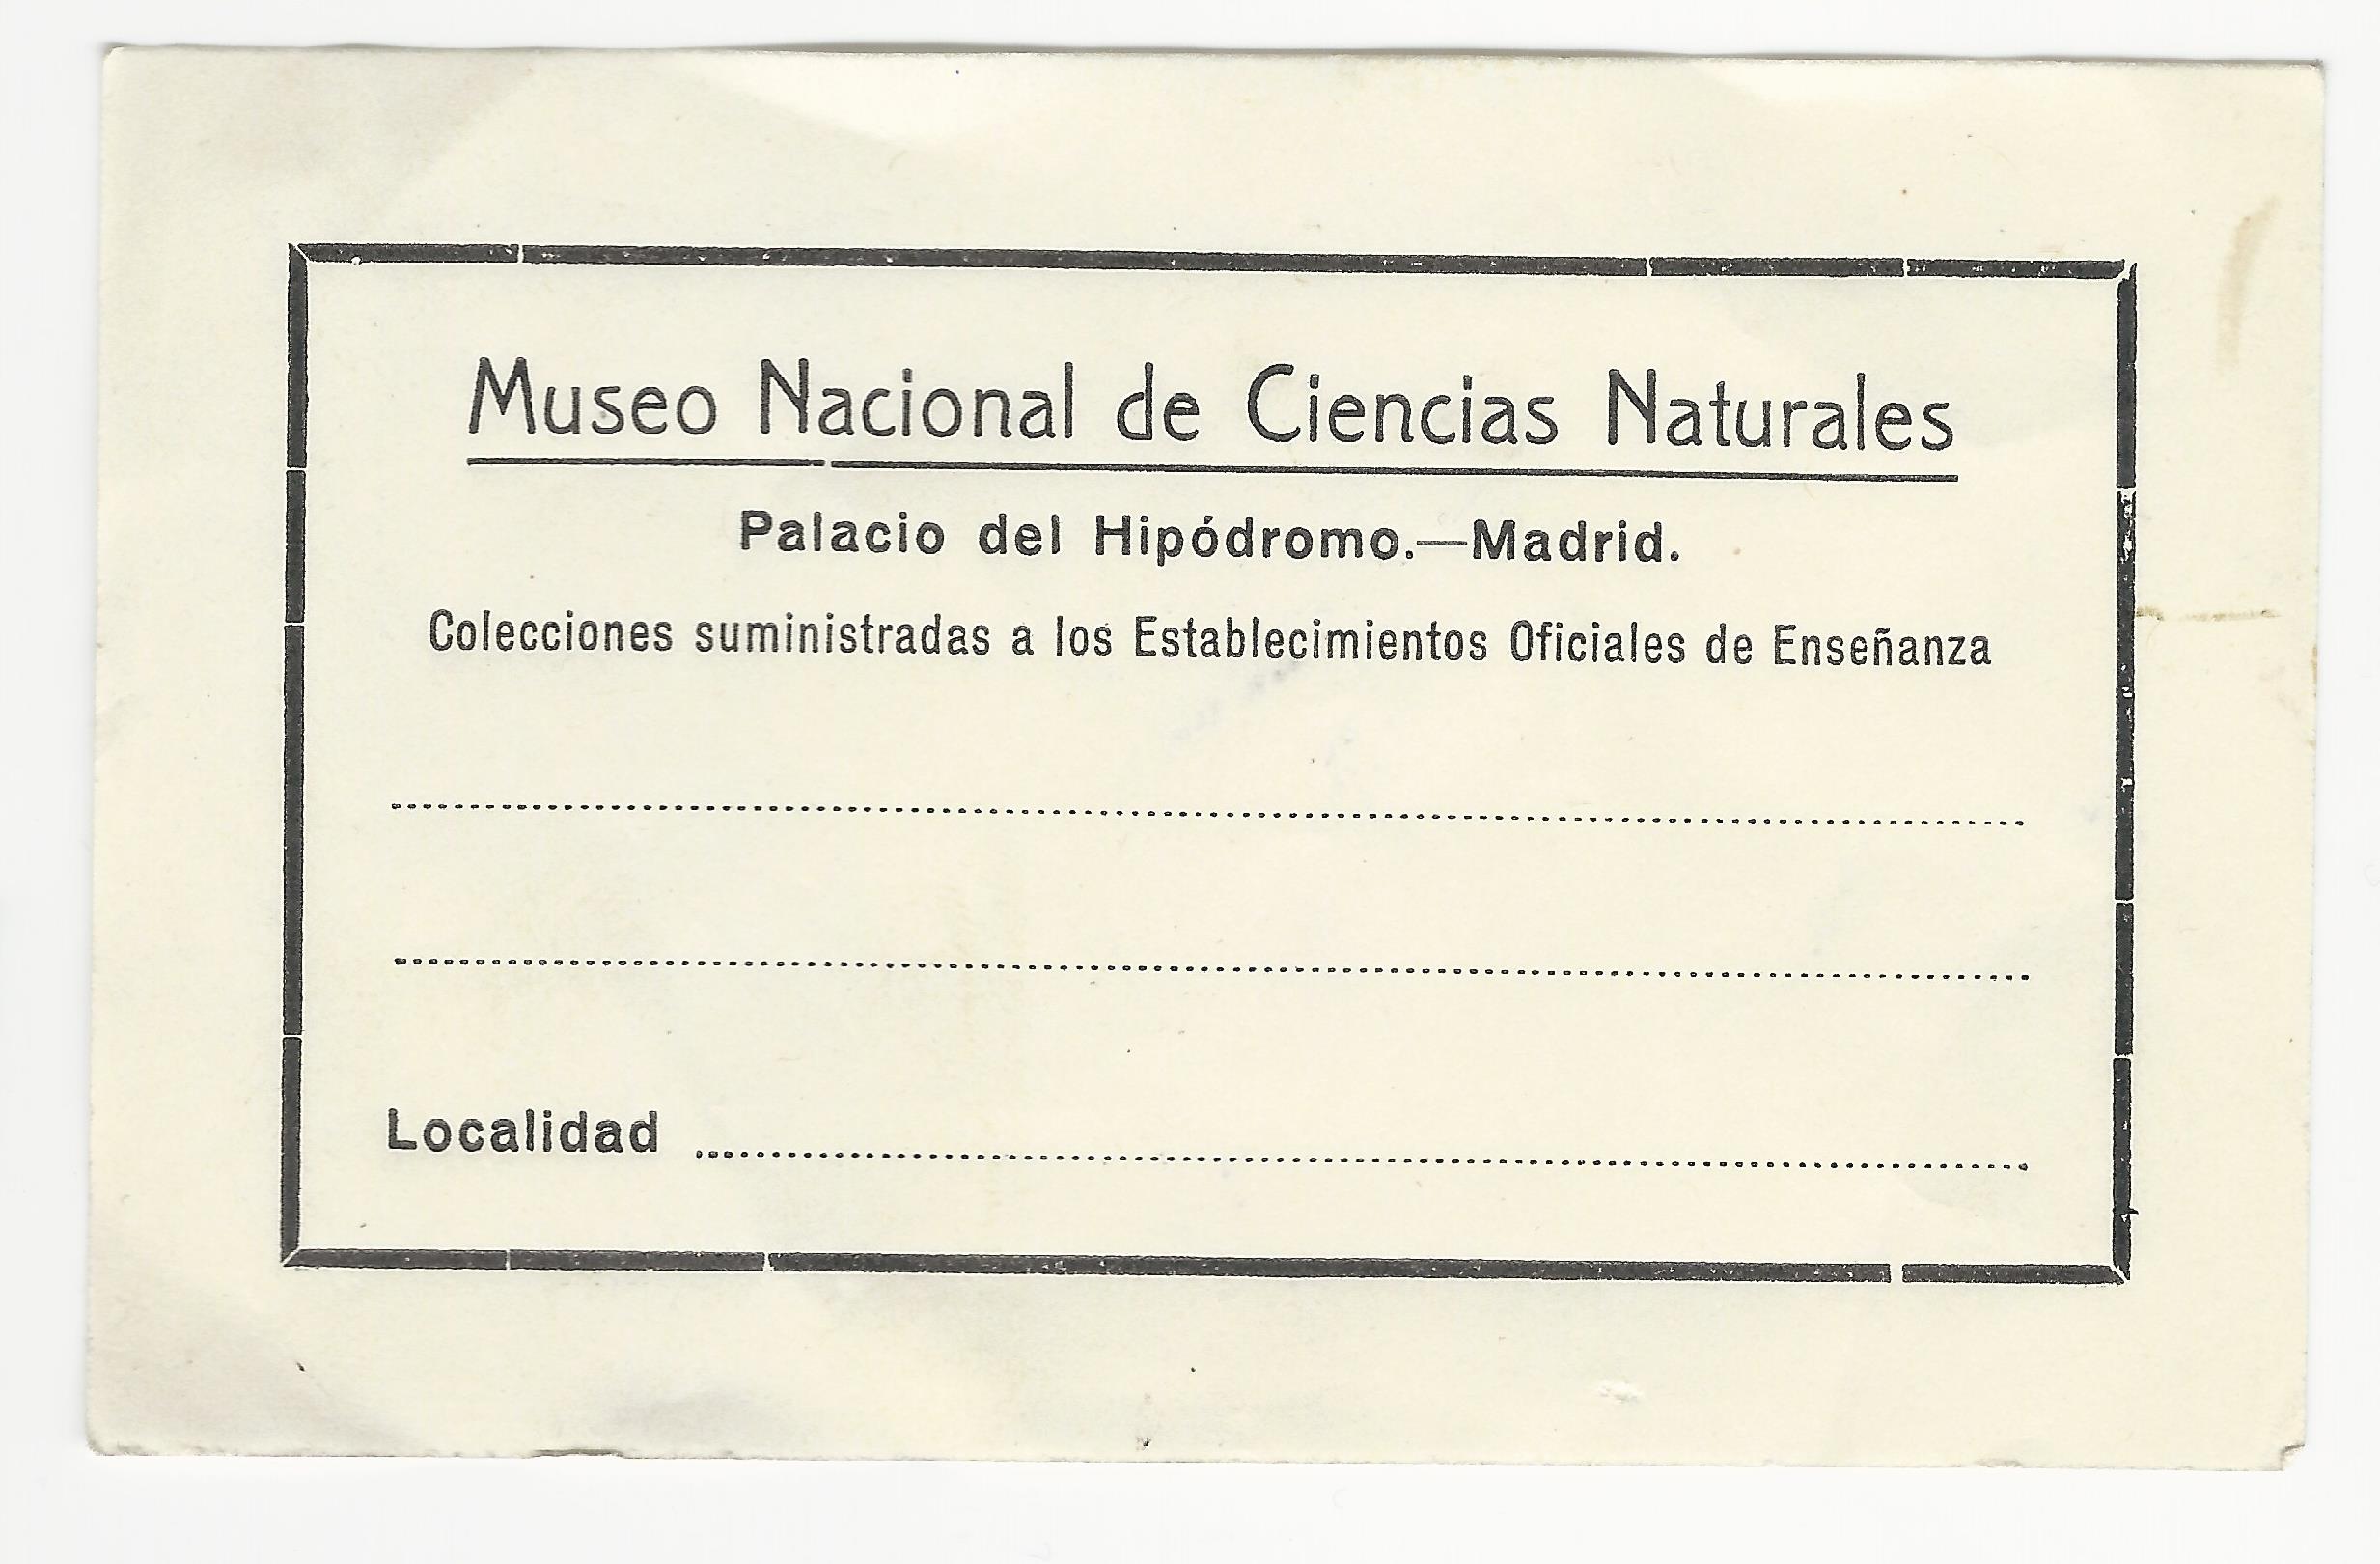 Museo Nacional de Ciencias Naturales
Palacio del Hipódromo.—Madrid.
Colecciones suministradas a los Establecimientos Oficiales de Enseñanza
Localidad